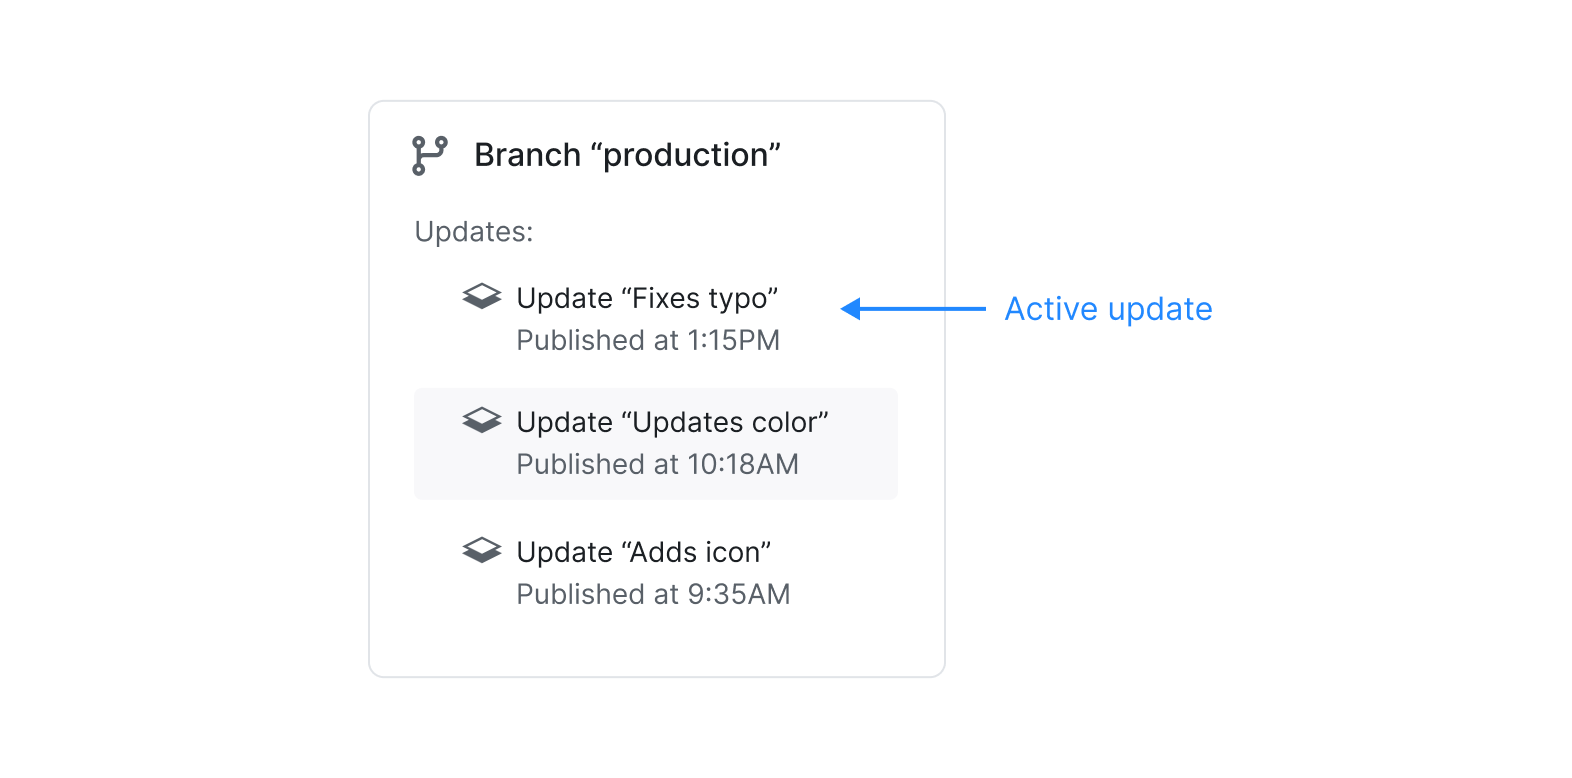 Branch “production”
Updates:
Update “Fixes typo”
Published at 1:15PM
Active update
Update “Updates color”
Published at 10:18AM
Update “Adds icon”
Published at 9:35AM